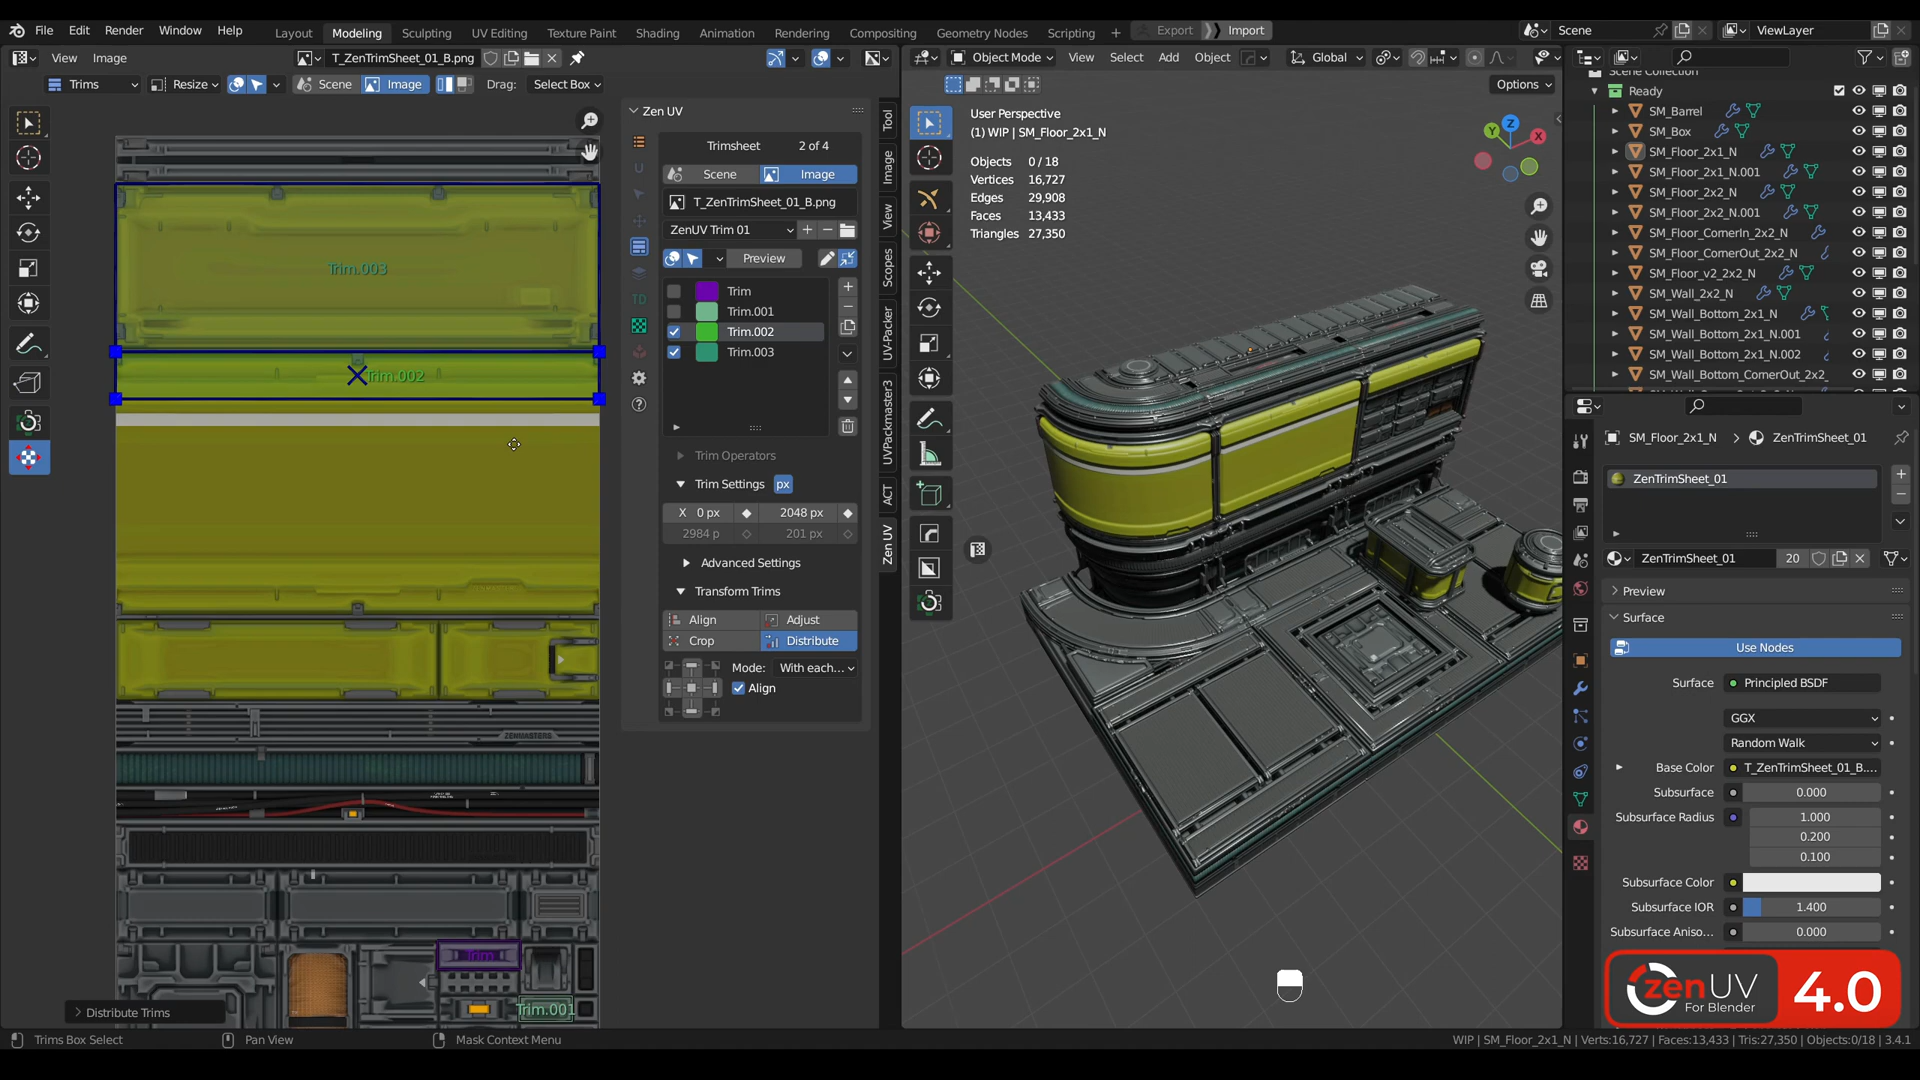 File Edit Render Window Help Layout Modeling Sculpting UV Editing Texture Paint Shading Animation Rendering Compositing Geometry Nodes Scripting + Export Import Scene ViewLayer
View Image T_ZenTrimSheet_01_B.png Object Mode View Select Add Object Global
Trims Resize Scene Image Drag: Select Box Options
Scene Collection
Ready
SM_Barrel
SM_Box
SM_Floor_2x1_N
SM_Floor_2x1_N.001
SM_Floor_2x2_N
SM_Floor_2x2_N.001
SM_Floor_CornerIn_2x2_N
SM_Floor_CornerOut_2x2_N
SM_Floor_v2_2x2_N
SM_Wall_2x2_N
SM_Wall_Bottom_2x1_N
SM_Wall_Bottom_2x1_N.001
SM_Wall_Bottom_2x1_N.002
SM_Wall_Bottom_CornerOut_2x2_
Zen UV
Trimsheet 2 of 4
Scene Image
T_ZenTrimSheet_01_B.png
ZenUV Trim 01
Preview
Trim
Trim.001
Trim.002
Trim.003
Trim Operators
Trim Settings px
X 0 px 2048 px
2984 p 201 px
Advanced Settings
Transform Trims
Align Adjust
Crop Distribute
Mode: With each...
Align
Tool
Image
View
Scopes
UV-Packer
UVPackmaster3
ACT
Zen UV
Trim.003
Trim.002
ZENMASTERS
Trim
Trim.001
Distribute Trims
User Perspective
(1) WIP | SM_Floor_2x1_N
Objects 0 / 18
Vertices 16,727
Edges 29,908
Faces 13,433
Triangles 27,350
Z
Y
X
SM_Floor_2x1_N ZenTrimSheet_01
ZenTrimSheet_01
ZenTrimSheet_01 20
Preview
Surface
Use Nodes
Surface Principled BSDF
GGX
Random Walk
Base Color T_ZenTrimSheet_01_B....
Subsurface 0.000
Subsurface Radius 1.000
0.200
0.100
Subsurface Color
Subsurface IOR 1.400
Subsurface Aniso... 0.000
zen UV
For Blender
4.0
Trims Box Select Pan View Mask Context Menu WIP | SM_Floor_2x1_N | Verts:16,727 | Faces:13,433 | Tris:27,350 | Objects:0/18 | 3.4.1